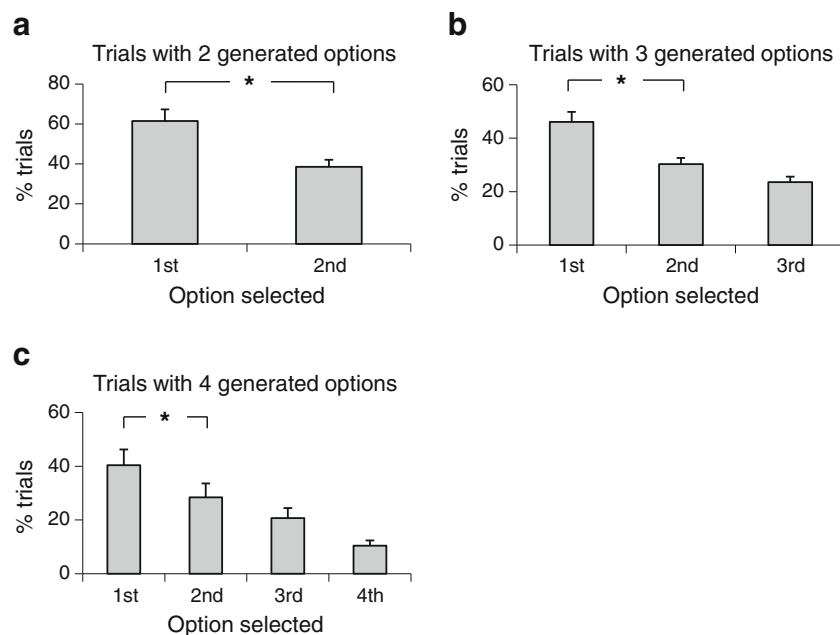 a
Trials with 2 generated options
80
60
40
20
0
% trials
*
1st 2nd
Option selected
b
Trials with 3 generated options
60
40
20
0
% trials
*
1st 2nd 3rd
Option selected
c
Trials with 4 generated options
60
40
20
0
% trials
*
1st 2nd 3rd 4th
Option selected